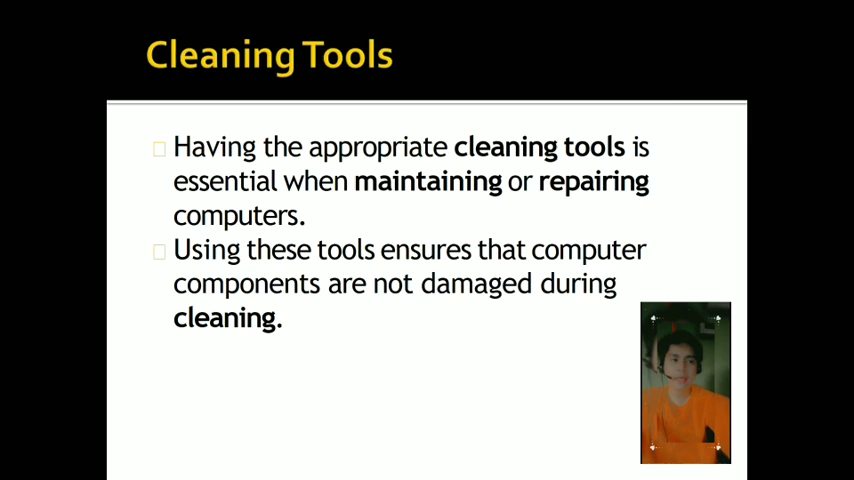 Cleaning Tools
Having the appropriate cleaning tools is
essential when maintaining or repairing
computers.
Using these tools ensures that computer
components are not damaged during
cleaning.